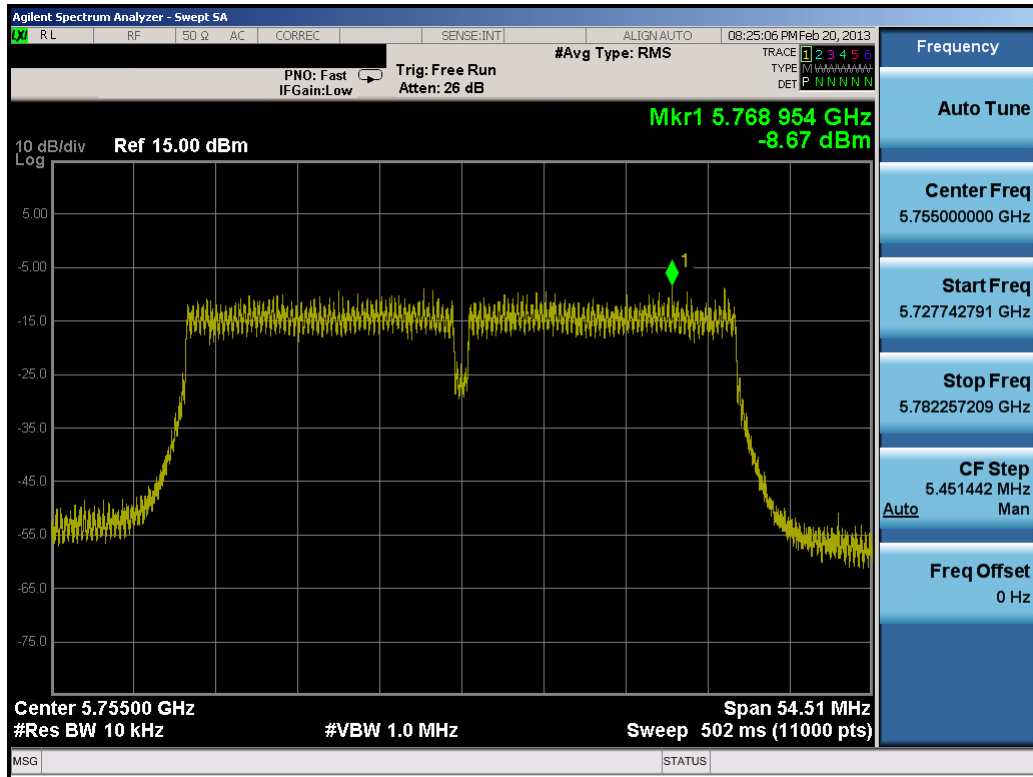 Agilent Spectrum Analyzer - Swept SA
LXI RL RF 50 Ω AC CORREC SENSE:INT ALIGNAUTO 08:25:06 PM Feb 20, 2013
#Avg Type: RMS TRACE 1 2 3 4 5 6
PNO: Fast Trig: Free Run TYPE M WWWWW
IFGain:Low Atten: 26 dB DET P N N N N N
Mkr1 5.768 954 GHz
-8.67 dBm
10 dB/div Ref 15.00 dBm
Log
5.00
1
-5.00
-15.0
-25.0
-35.0
-45.0
-55.0
-65.0
-75.0
Center 5.75500 GHz Span 54.51 MHz
#Res BW 10 kHz #VBW 1.0 MHz Sweep 502 ms (11000 pts)
MSG STATUS
Frequency
Auto Tune
Center Freq
5.755000000 GHz
Start Freq
5.727742791 GHz
Stop Freq
5.782257209 GHz
CF Step
5.451442 MHz
Auto Man
Freq Offset
0 Hz